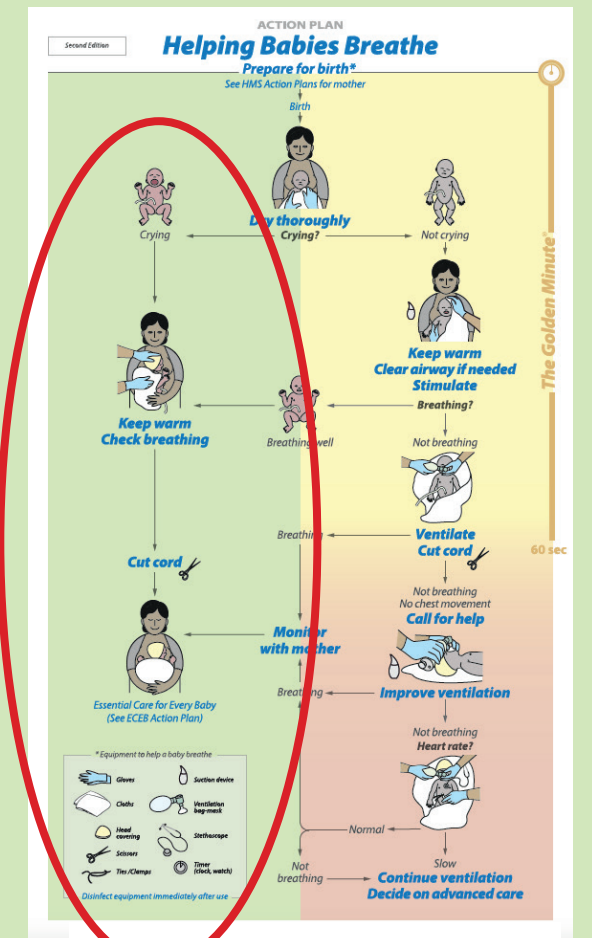 ACTION PLAN
Second Edition
Helping Babies Breathe
Prepare for birth*
See HMS Action Plans for mother
Birth
Dry thoroughly
Crying
Crying?
Not crying
The Golden Minute®
Keep warm
Clear airway if needed
Stimulate
Breathing?
Keep warm
Check breathing
Breathing well
Not breathing
Breathing
Ventilate
Cut cord
60 sec
Cut cord
Not breathing
No chest movement
Call for help
Monitor
with mother
Breathing
Improve ventilation
Essential Care for Every Baby
(See ECEB Action Plan)
Not breathing
Heart rate?
* Equipment to help a baby breathe
Gloves
Suction device
Cloths
Ventilation
bag-mask
Head
covering
Stethoscope
Scissors
Ties/Clamps
Timer
(clock, watch)
Disinfect equipment immediately after use
Normal
Not
breathing
Slow
Continue ventilation
Decide on advanced care